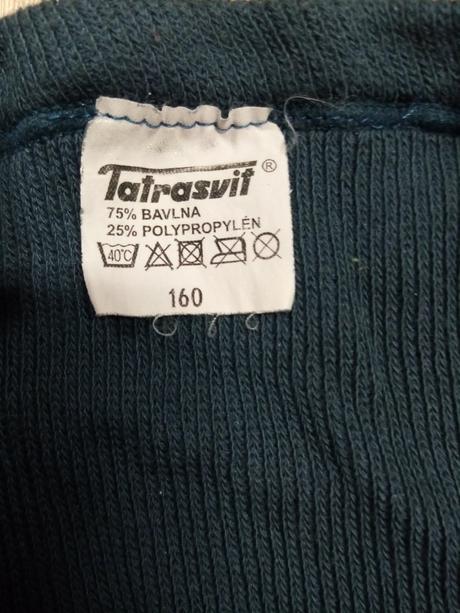 Tatrasvit®
75% BAVLNA
25% POLYPROPYLÉN
40°C
160